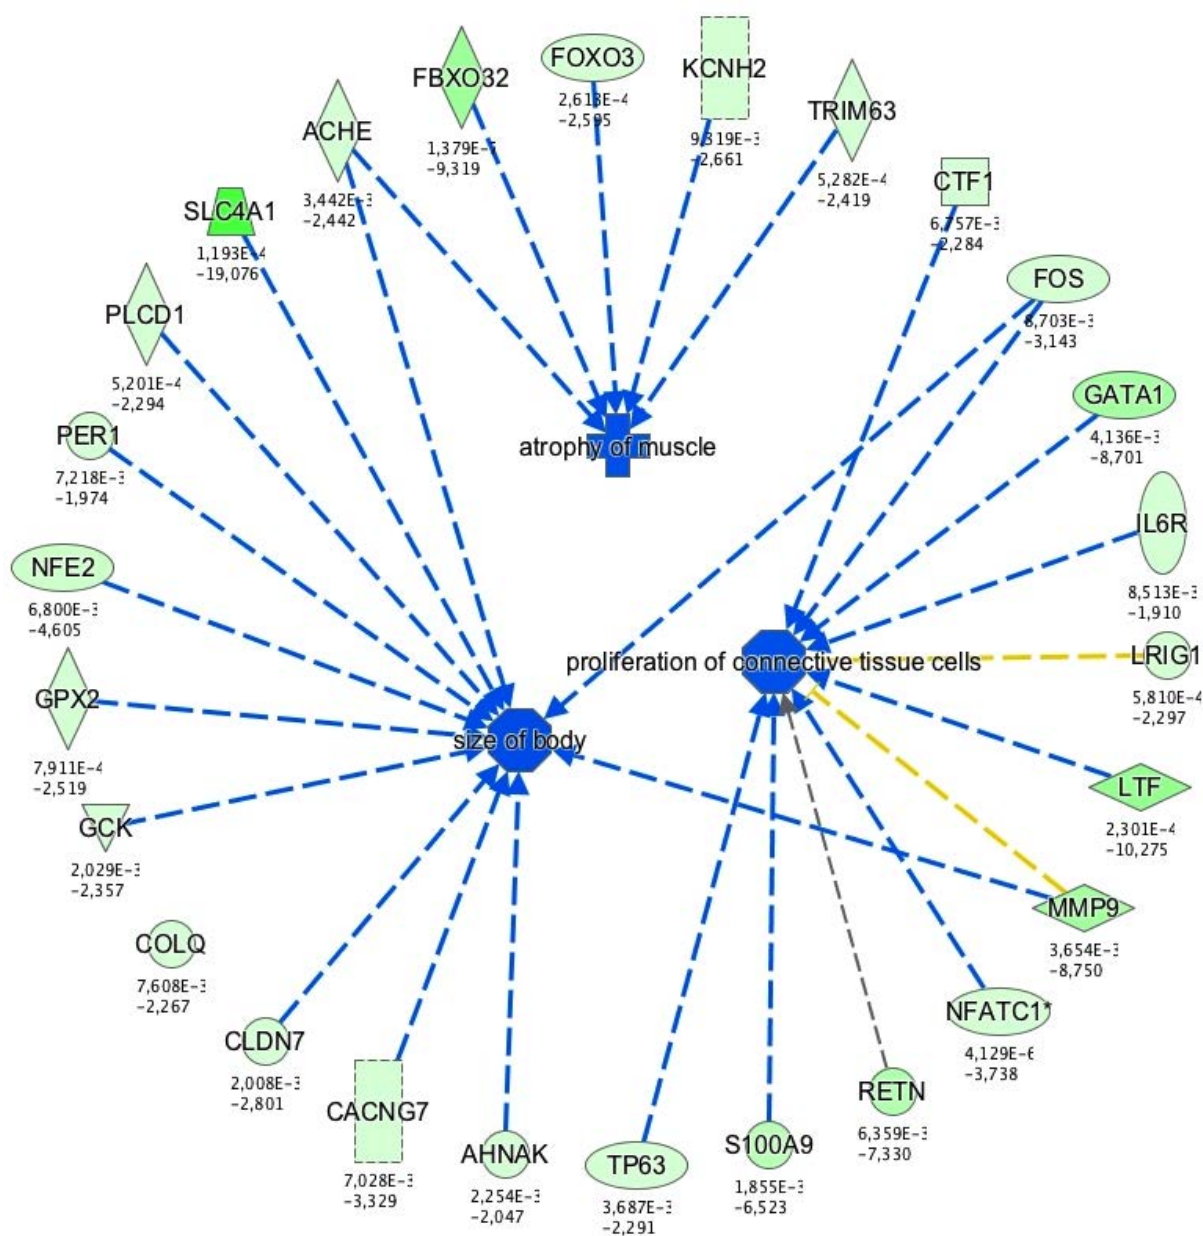 FBXO32
1,379E-5
-9,319
FOXO3
2,613E-4
-2,595
KCNH2
9,319E-3
-2,661
TRIM63
5,282E-4
-2,419
ACHE
3,442E-3
-2,442
CTF1
6,757E-3
-2,284
SLC4A1
1,193E-4
-19,076
FOS
8,703E-3
-3,143
PLCD1
5,201E-4
-2,294
GATA1
4,136E-3
-8,701
PER1
7,218E-3
-1,974
atrophy of muscle
IL6R
8,513E-3
-1,910
NFE2
6,800E-3
-4,605
proliferation of connective tissue cells
LRIG1
5,810E-4
-2,297
GPX2
7,911E-4
-2,519
size of body
LTF
2,301E-4
-10,275
GCK
2,029E-3
-2,357
MMP9
3,654E-3
-8,750
COLQ
7,608E-3
-2,267
NFATC1*
4,129E-6
-3,738
CLDN7
2,008E-3
-2,801
RETN
6,359E-3
-7,330
CACNG7
7,028E-3
-3,329
AHNAK
2,254E-3
-2,047
TP63
3,687E-3
-2,291
S100A9
1,855E-3
-6,523